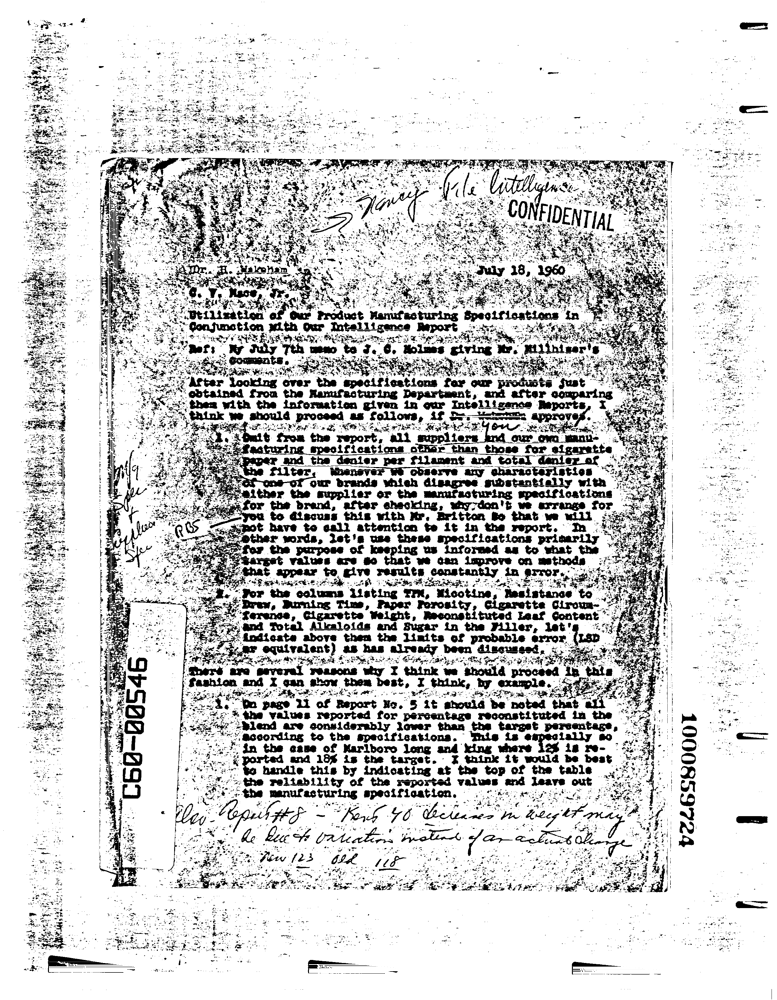 Nancy File Intelligence
CONFIDENTIAL
Dr. H. Wakeham
July 18, 1960
C. V. Mace, Jr.
Utilization of Our Product Manufacturing Specifications in
Conjunction with Our Intelligence Report
Ref: My July 7th memo to J. C. Holmes giving Mr. Millhiser's
comments.
After looking over the specifications for our products just
obtained from the Manufacturing Department, and after comparing
them with the information given in our Intelligence Reports, I
think we should proceed as follows, if approves.
you
1. Omit from the report, all suppliers and our own manu-
facturing specifications other than those for cigarette
paper and the denier per filament and total denier of
the filter. Whenever we observe any characteristics
of one of our brands which disagree substantially with
either the supplier or the manufacturing specifications
for the brand, after checking, why don't we arrange for
you to discuss this with Mr. Britton so that we will
not have to call attention to it in the report. In
other words, let's use these specifications primarily
for the purpose of keeping us informed as to what the
target values are so that we can improve on methods
that appear to give results constantly in error.
Mfg
Spec
RBS
Spec
2. For the columns listing TPM, Nicotine, Resistance to
Draw, Burning Time, Paper Porosity, Cigarette Circum-
ference, Cigarette Weight, Reconstituted Leaf Content
and Total Alkaloids and Sugar in the Filler, let's
indicate above them the limits of probable error (LSD
or equivalent) as has already been discussed.
There are several reasons why I think we should proceed in this
fashion and I can show them best, I think, by example.
1. On page 11 of Report No. 5 it should be noted that all
the values reported for percentage reconstituted in the
blend are considerably lower than the target percentage,
according to the specifications. This is especially so
in the case of Marlboro long and king where 12% is re-
ported and 18% is the target. I think it would be best
to handle this by indicating at the top of the table
the reliability of the reported values and leave out
the manufacturing specification.
Also Report #8 - Kent 40 decreases in weight may
be due to variation instead of an actual change
New 123 old 118
C60-00546
1000859724